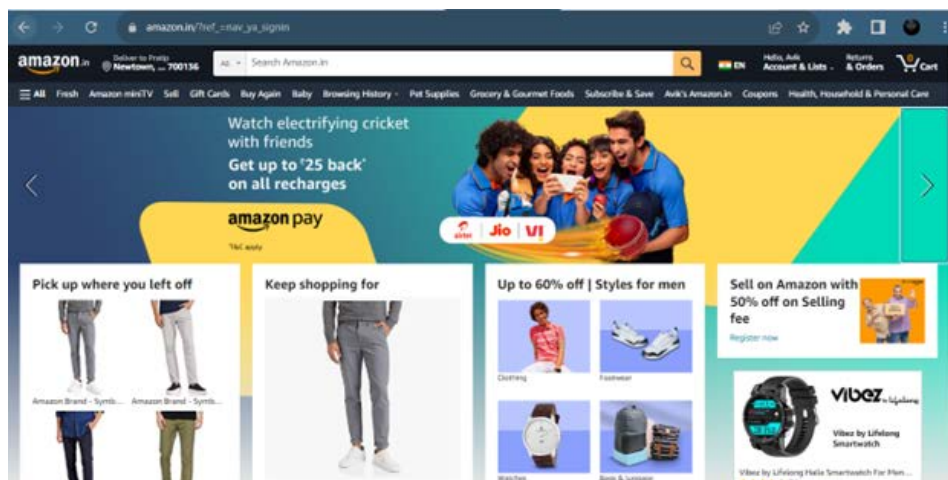 amazon.in/?ref_=nav_ya_signin
amazon.in
Deliver to Pratip
Newtown, ... 700136
All
Search Amazon.in
EN
Hello, Avik
Account & Lists
Returns
& Orders
0
Cart
All Fresh Amazon miniTV Sell Gift Cards Buy Again Baby Browsing History Pet Supplies Grocery & Gourmet Foods Subscribe & Save Avik's Amazon.in Coupons Health, Household & Personal Care
Watch electrifying cricket
with friends
Get up to ₹25 back*
on all recharges
amazon pay
*T&C apply
airtel Jio VI
Pick up where you left off
Amazon Brand - Symb...
Amazon Brand - Symb...
Keep shopping for
Up to 60% off | Styles for men
Clothing
Footwear
Watches
Bags & luggage
Sell on Amazon with
50% off on Selling
fee
Register now
Vibez by Lifelong
Vibez by Lifelong
Smartwatch
Vibez by Lifelong Halle Smartwatch For Men...